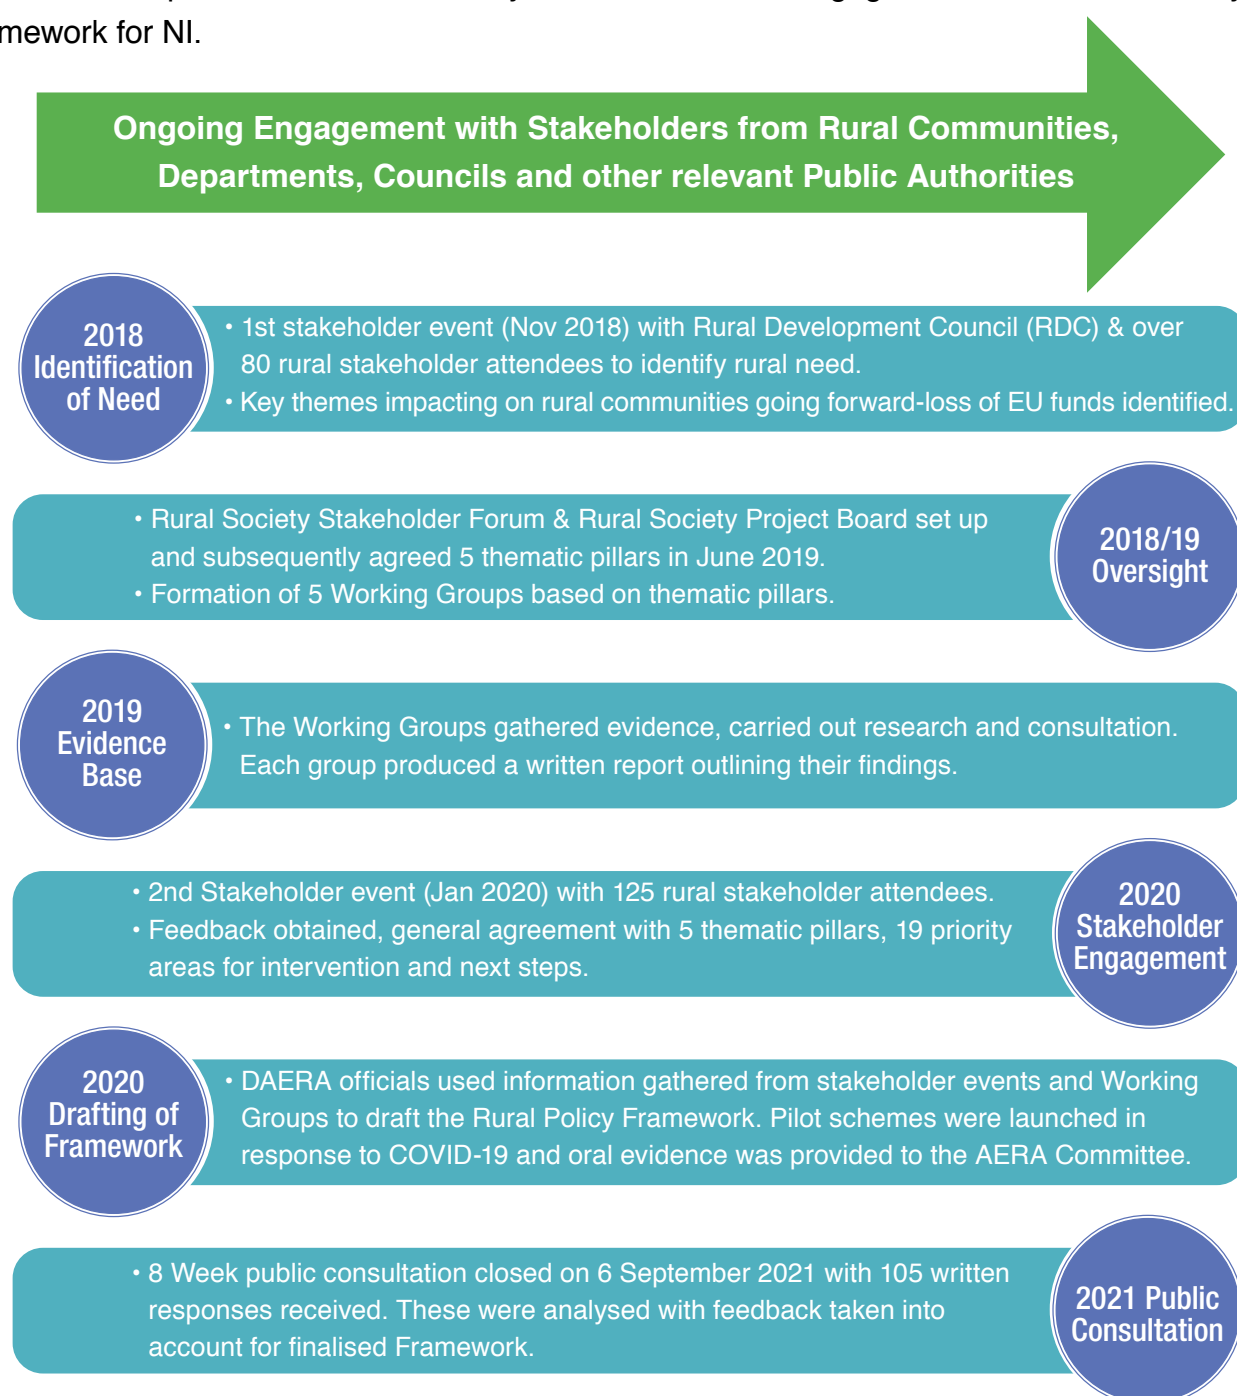 mework for NI.
Ongoing Engagement with Stakeholders from Rural Communities,
Departments, Councils and other relevant Public Authorities
2018
Identification
of Need
• 1st stakeholder event (Nov 2018) with Rural Development Council (RDC) & over
80 rural stakeholder attendees to identify rural need.
• Key themes impacting on rural communities going forward-loss of EU funds identified.
• Rural Society Stakeholder Forum & Rural Society Project Board set up
and subsequently agreed 5 thematic pillars in June 2019.
• Formation of 5 Working Groups based on thematic pillars.
2018/19
Oversight
2019
Evidence
Base
• The Working Groups gathered evidence, carried out research and consultation.
Each group produced a written report outlining their findings.
• 2nd Stakeholder event (Jan 2020) with 125 rural stakeholder attendees.
• Feedback obtained, general agreement with 5 thematic pillars, 19 priority
areas for intervention and next steps.
2020
Stakeholder
Engagement
2020
Drafting of
Framework
• DAERA officials used information gathered from stakeholder events and Working
Groups to draft the Rural Policy Framework. Pilot schemes were launched in
response to COVID-19 and oral evidence was provided to the AERA Committee.
• 8 Week public consultation closed on 6 September 2021 with 105 written
responses received. These were analysed with feedback taken into
account for finalised Framework.
2021 Public
Consultation